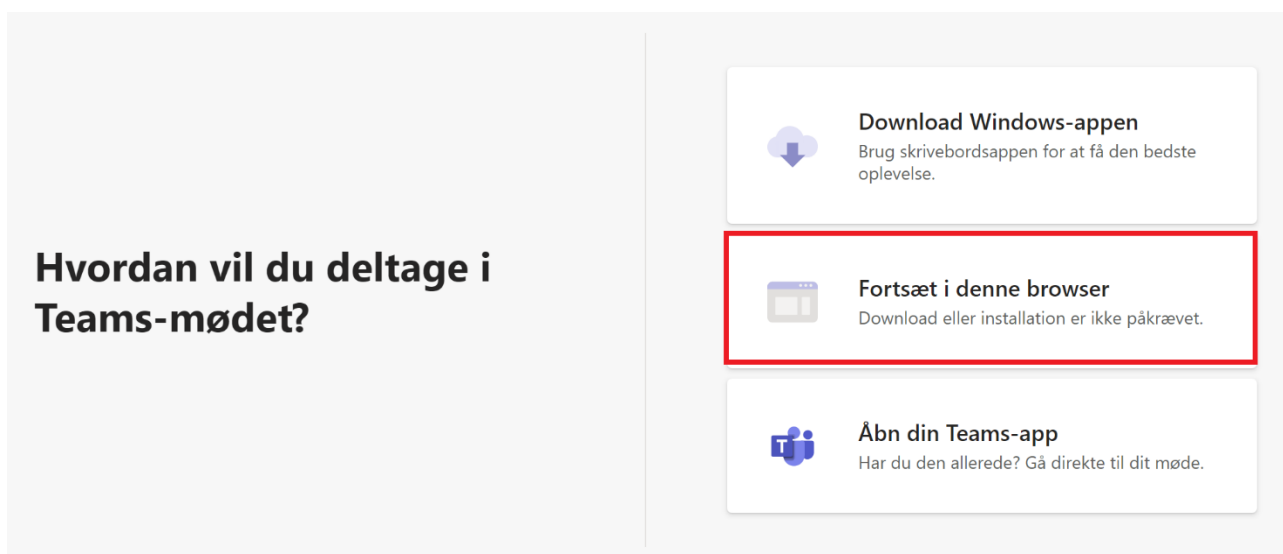 Hvordan vil du deltage i
Teams-mødet?
Download Windows-appen
Brug skrivebordsappen for at få den bedste
oplevelse.
Fortsæt i denne browser
Download eller installation er ikke påkrævet.
Åbn din Teams-app
Har du den allerede? Gå direkte til dit møde.